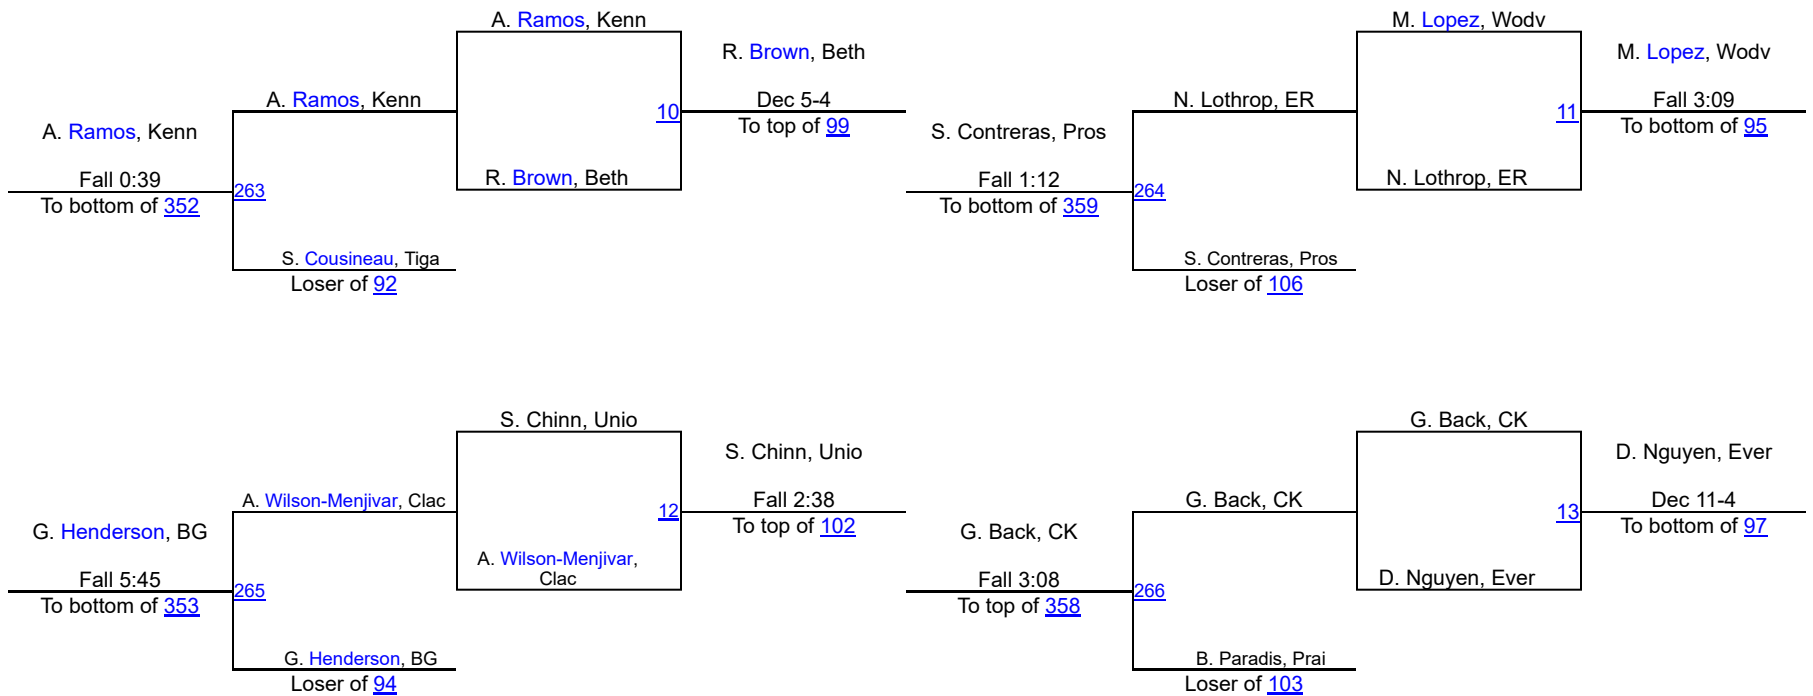 A. Ramos, Kenn
R. Brown, Beth
A. Ramos, Kenn
10
Dec 5-4
To top of 99
A. Ramos, Kenn
Fall 0:39
To bottom of 352
263
R. Brown, Beth
S. Cousineau, Tiga
Loser of 92
M. Lopez, Wodv
M. Lopez, Wodv
N. Lothrop, ER
11
Fall 3:09
To bottom of 95
S. Contreras, Pros
Fall 1:12
To bottom of 359
264
N. Lothrop, ER
S. Contreras, Pros
Loser of 106
S. Chinn, Unio
S. Chinn, Unio
A. Wilson-Menjivar, Clac
12
Fall 2:38
To top of 102
G. Henderson, BG
Fall 5:45
To bottom of 353
265
A. Wilson-Menjivar,
Clac
G. Henderson, BG
Loser of 94
G. Back, CK
D. Nguyen, Ever
G. Back, CK
13
Dec 11-4
To bottom of 97
G. Back, CK
Fall 3:08
To top of 358
266
D. Nguyen, Ever
B. Paradis, Prai
Loser of 103